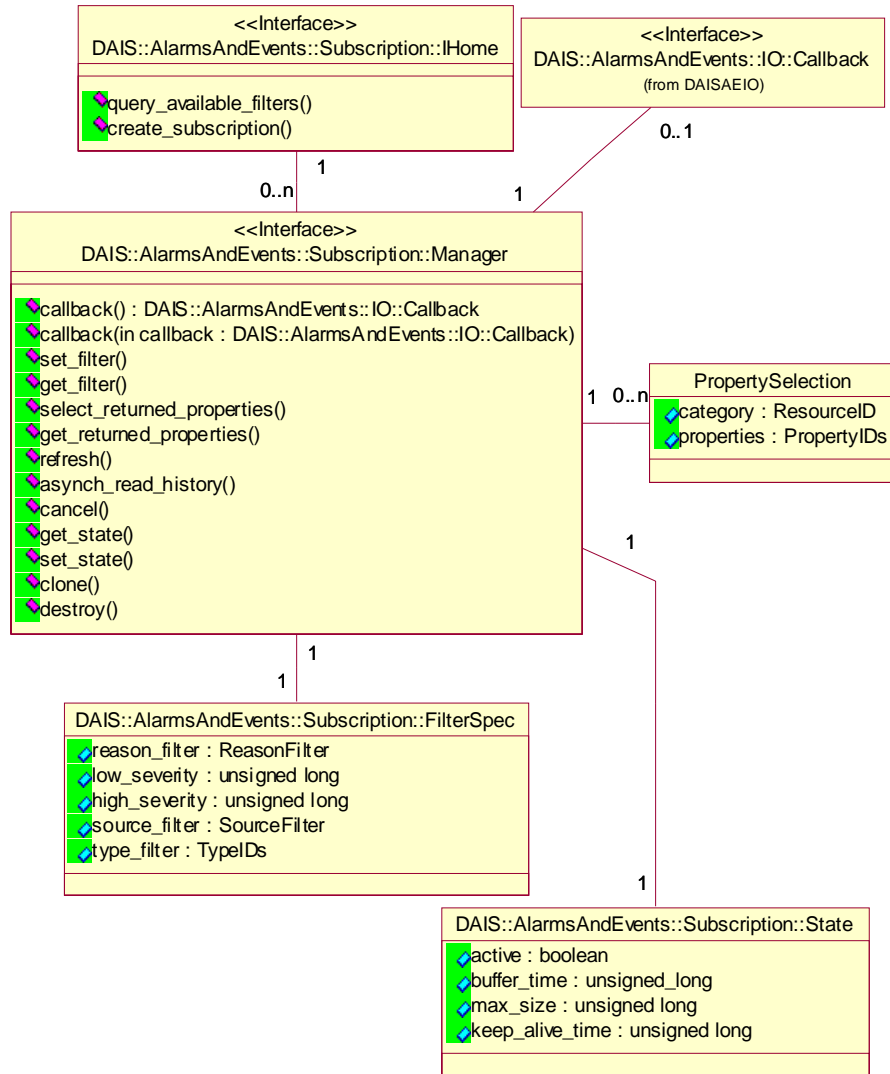 <<Interface>>
DAIS::AlarmsAndEvents::Subscription::IHome
query_available_filters()
create_subscription()
<<Interface>>
DAIS::AlarmsAndEvents::IO::Callback
(from DAISAEIO)
1
0..n
0..1
1
<<Interface>>
DAIS::AlarmsAndEvents::Subscription::Manager
callback() : DAIS::AlarmsAndEvents::IO::Callback
callback(in callback : DAIS::AlarmsAndEvents::IO::Callback)
set_filter()
get_filter()
select_returned_properties()
get_returned_properties()
refresh()
asynch_read_history()
cancel()
get_state()
set_state()
clone()
destroy()
1
0..n
PropertySelection
category : ResourceID
properties : PropertyIDs
1
1
1
1
DAIS::AlarmsAndEvents::Subscription::FilterSpec
reason_filter : ReasonFilter
low_severity : unsigned long
high_severity : unsigned long
source_filter : SourceFilter
type_filter : TypeIDs
DAIS::AlarmsAndEvents::Subscription::State
active : boolean
buffer_time : unsigned_long
max_size : unsigned long
keep_alive_time : unsigned long